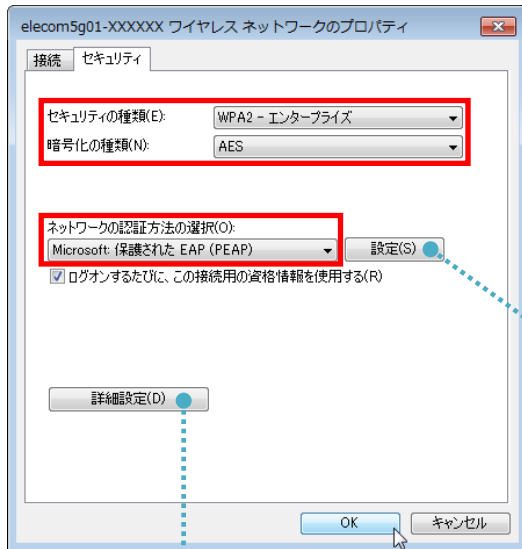 elecom5g01-XXXXXX ワイヤレス ネットワークのプロパティ
接続 セキュリティ
セキュリティの種類(E): WPA2 - エンタープライズ
暗号化の種類(N): AES
ネットワークの認証方法の選択(O):
Microsoft: 保護された EAP (PEAP) 設定(S)
ログオンするたびに、この接続用の資格情報を使用する(R)
詳細設定(D)
OK キャンセル